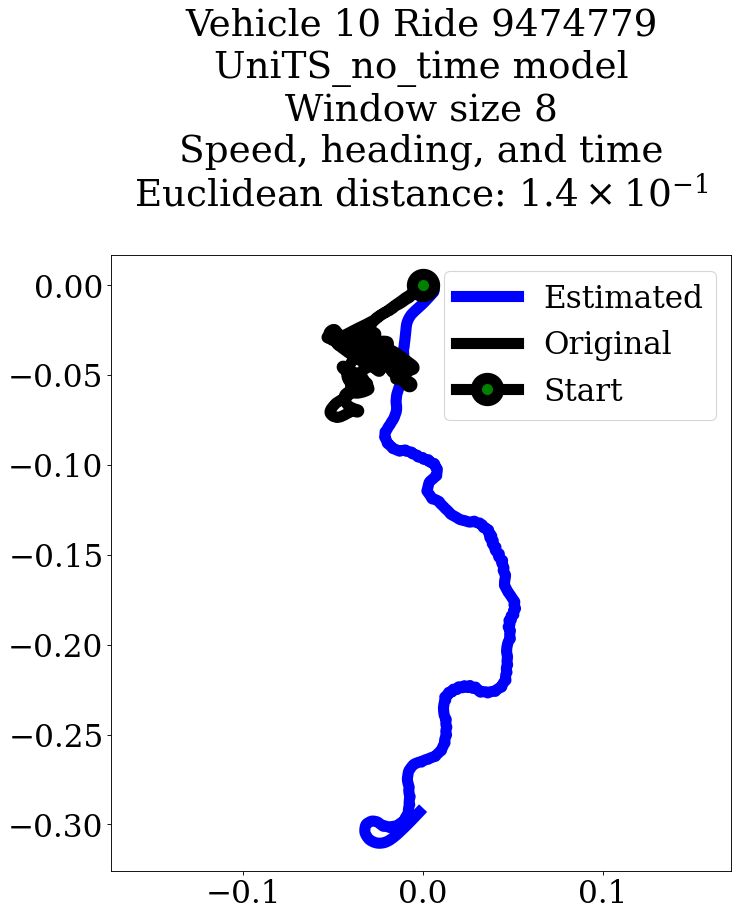 Vehicle 10 Ride 9474779
UniTS_no_time model
Window size 8
Speed, heading, and time
Euclidean distance: 1.4 × 10⁻¹
0.00
−0.05
−0.10
−0.15
−0.20
−0.25
−0.30
Estimated
Original
Start
−0.1
0.0
0.1